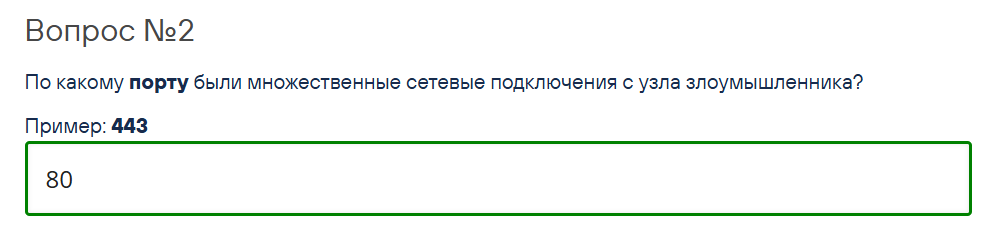 Вопрос №2
По какому порту были множественные сетевые подключения с узла злоумышленника?
Пример: 443
80